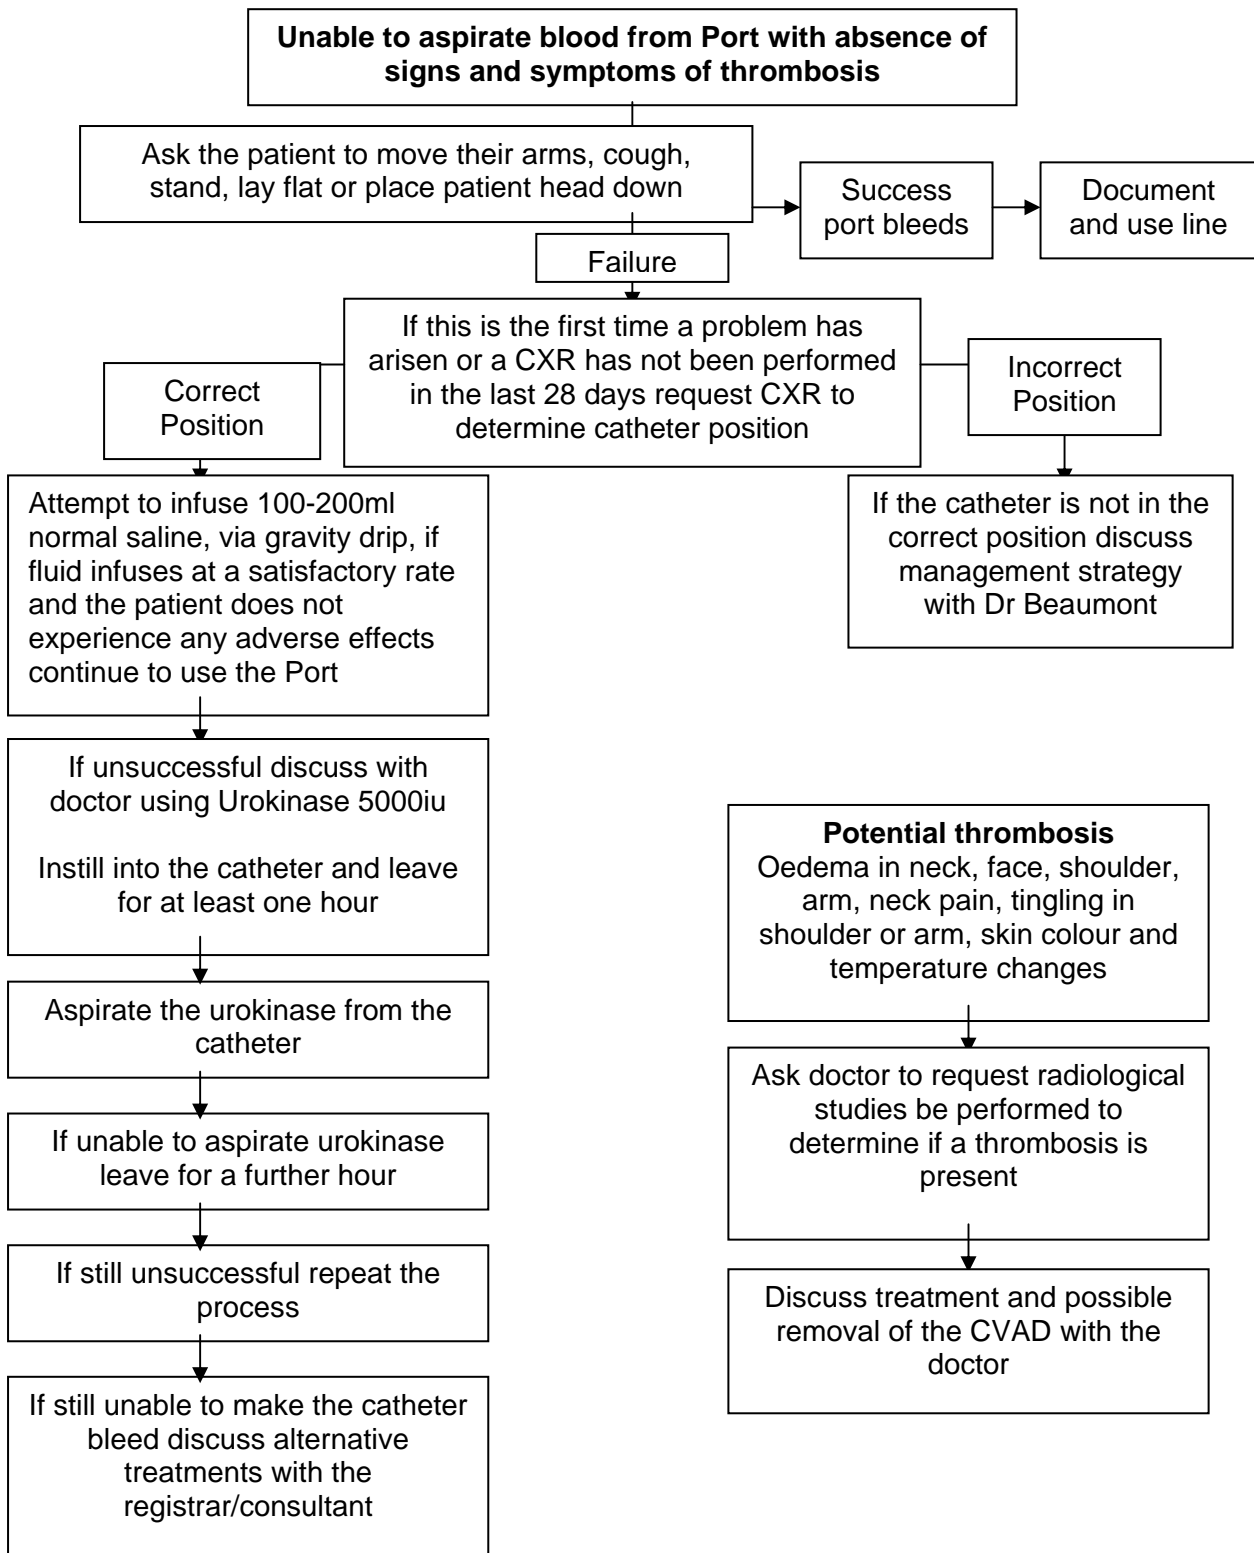 Unable to aspirate blood from Port with absence of
signs and symptoms of thrombosis
Ask the patient to move their arms, cough,
stand, lay flat or place patient head down
Success
port bleeds
Document
and use line
Failure
If this is the first time a problem has
arisen or a CXR has not been performed
in the last 28 days request CXR to
determine catheter position
Correct
Position
Incorrect
Position
Attempt to infuse 100-200ml
normal saline, via gravity drip, if
fluid infuses at a satisfactory rate
and the patient does not
experience any adverse effects
continue to use the Port
If the catheter is not in the
correct position discuss
management strategy
with Dr Beaumont
If unsuccessful discuss with
doctor using Urokinase 5000iu
Instill into the catheter and leave
for at least one hour
Aspirate the urokinase from the
catheter
If unable to aspirate urokinase
leave for a further hour
If still unsuccessful repeat the
process
If still unable to make the catheter
bleed discuss alternative
treatments with the
registrar/consultant
Potential thrombosis
Oedema in neck, face, shoulder,
arm, neck pain, tingling in
shoulder or arm, skin colour and
temperature changes
Ask doctor to request radiological
studies be performed to
determine if a thrombosis is
present
Discuss treatment and possible
removal of the CVAD with the
doctor